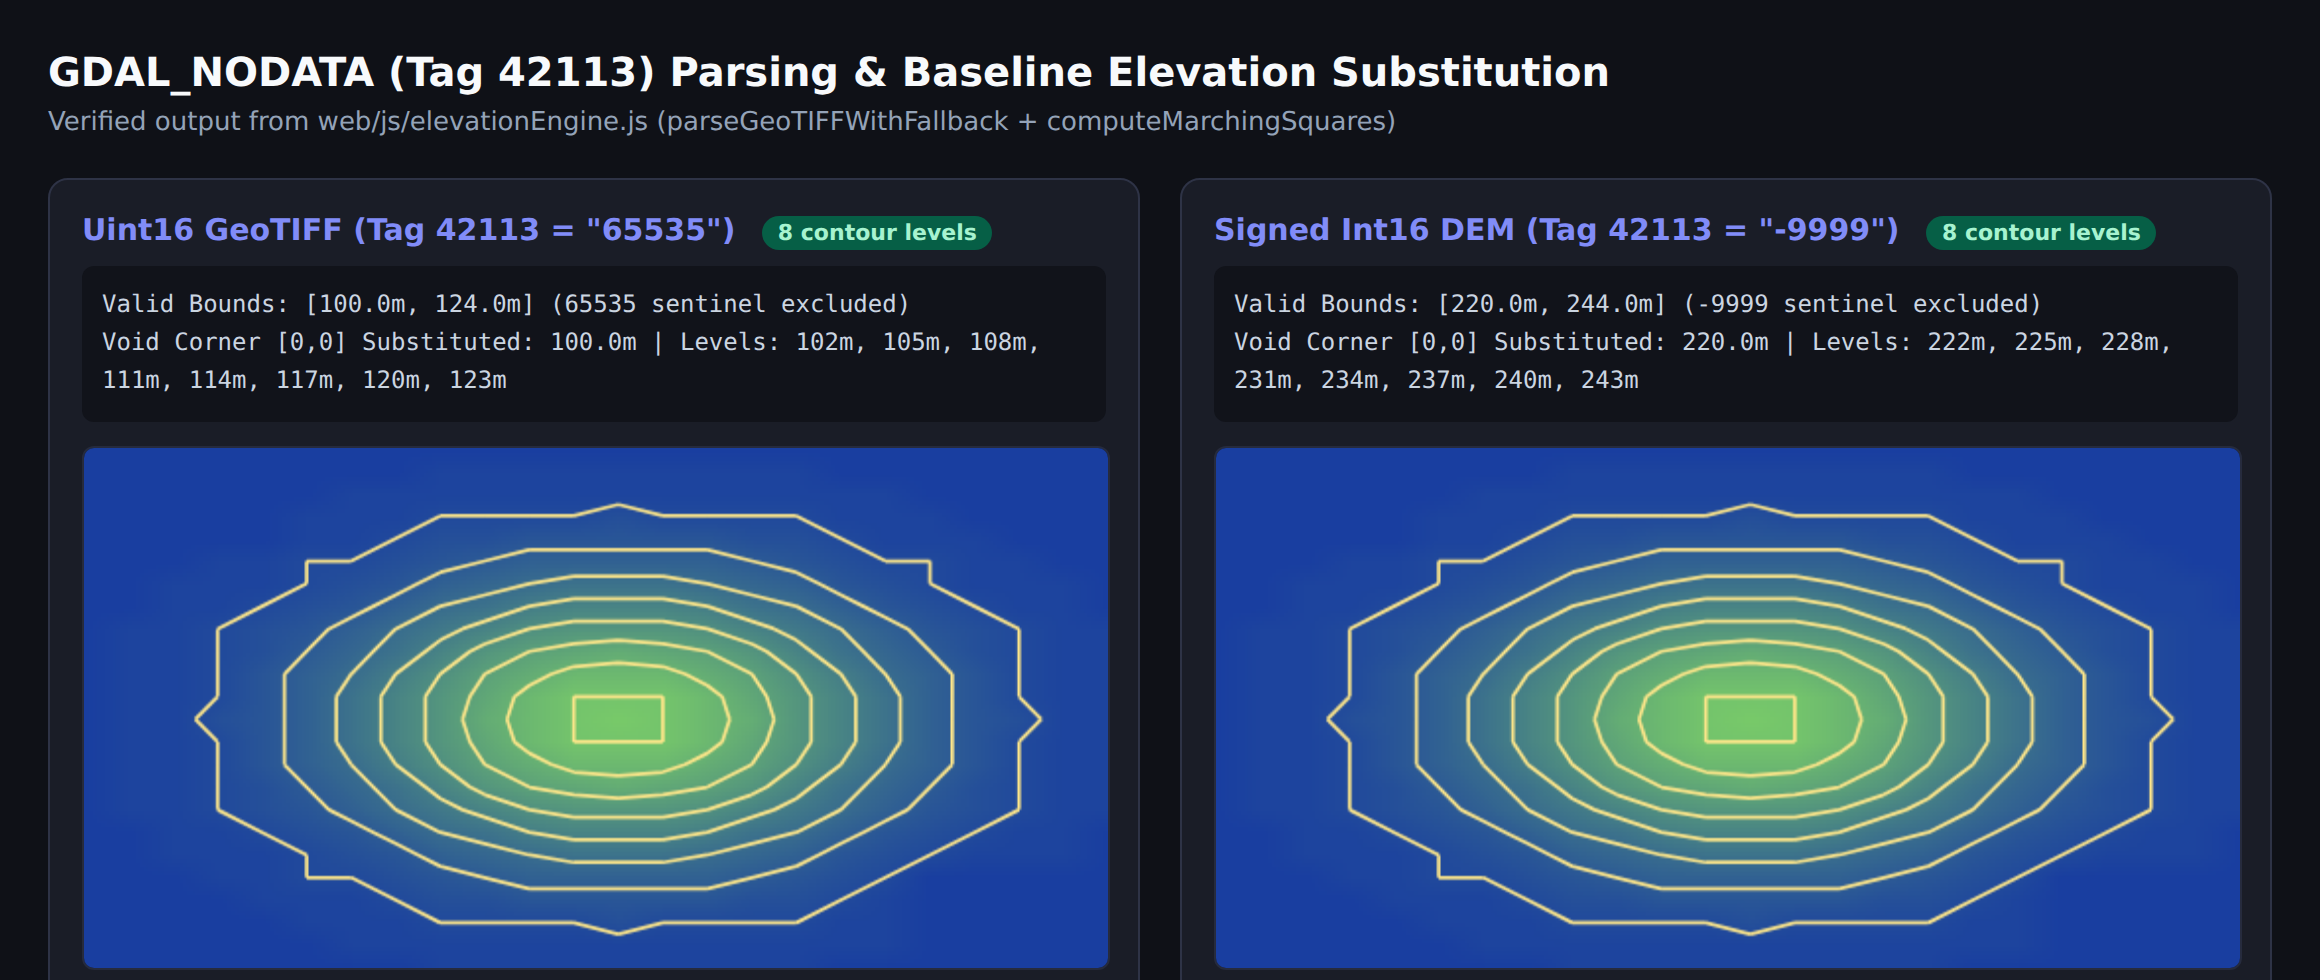 GDAL_NODATA (Tag 42113) Parsing & Baseline Elevation Substitution
Verified output from web/js/elevationEngine.js (parseGeoTIFFWithFallback + computeMarchingSquares)
Uint16 GeoTIFF (Tag 42113 = "65535") 8 contour levels
Valid Bounds: [100.0m, 124.0m] (65535 sentinel excluded)
Void Corner [0,0] Substituted: 100.0m | Levels: 102m, 105m, 108m,
111m, 114m, 117m, 120m, 123m
Signed Int16 DEM (Tag 42113 = "-9999") 8 contour levels
Valid Bounds: [220.0m, 244.0m] (-9999 sentinel excluded)
Void Corner [0,0] Substituted: 220.0m | Levels: 222m, 225m, 228m,
231m, 234m, 237m, 240m, 243m